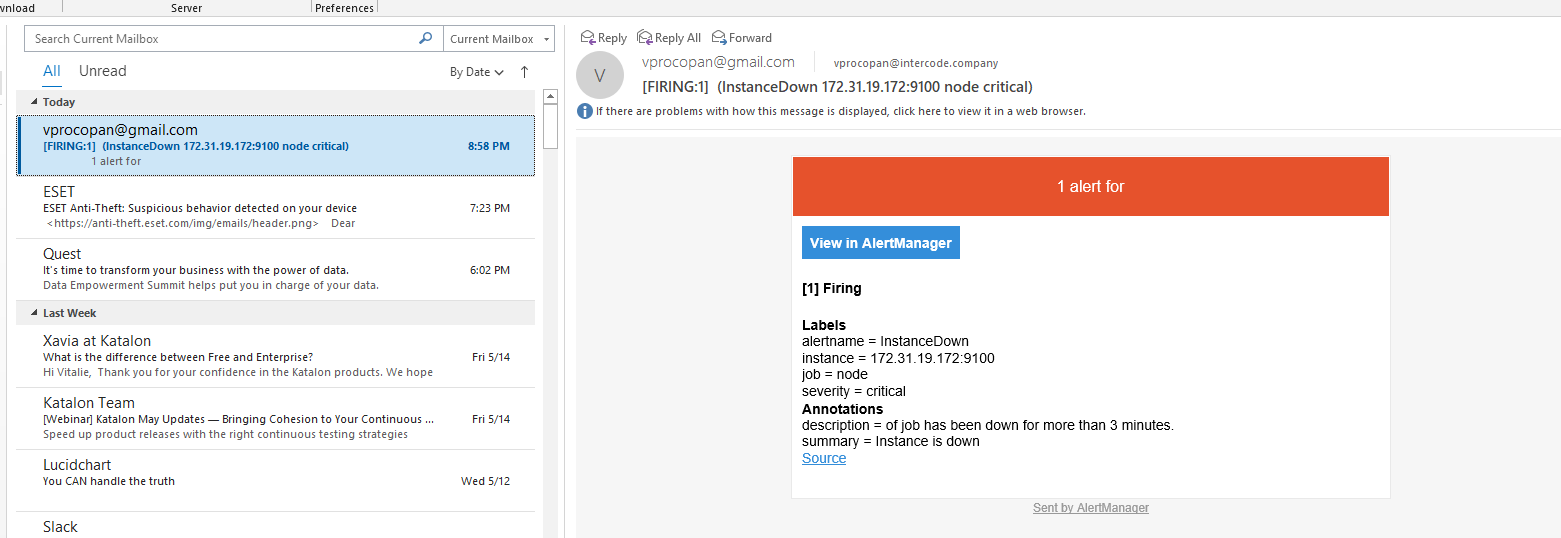 wnload
Server
Preferences
Search Current Mailbox
Current Mailbox
All
Unread
By Date
Today
vprocopan@gmail.com
[FIRING:1] (InstanceDown 172.31.19.172:9100 node critical)
8:58 PM
1 alert for
ESET
ESET Anti-Theft: Suspicious behavior detected on your device
7:23 PM
<https://anti-theft.eset.com/img/emails/header.png> Dear
Quest
It's time to transform your business with the power of data.
6:02 PM
Data Empowerment Summit helps put you in charge of your data.
Last Week
Xavia at Katalon
What is the difference between Free and Enterprise?
Fri 5/14
Hi Vitalie, Thank you for your confidence in the Katalon products. We hope
Katalon Team
[Webinar] Katalon May Updates — Bringing Cohesion to Your Continuous ...
Fri 5/14
Speed up product releases with the right continuous testing strategies
Lucidchart
You CAN handle the truth
Wed 5/12
Slack
Reply
Reply All
Forward
V
vprocopan@gmail.com
vprocopan@intercode.company
[FIRING:1] (InstanceDown 172.31.19.172:9100 node critical)
If there are problems with how this message is displayed, click here to view it in a web browser.
1 alert for
View in AlertManager
[1] Firing
Labels
alertname = InstanceDown
instance = 172.31.19.172:9100
job = node
severity = critical
Annotations
description = of job has been down for more than 3 minutes.
summary = Instance is down
Source
Sent by AlertManager